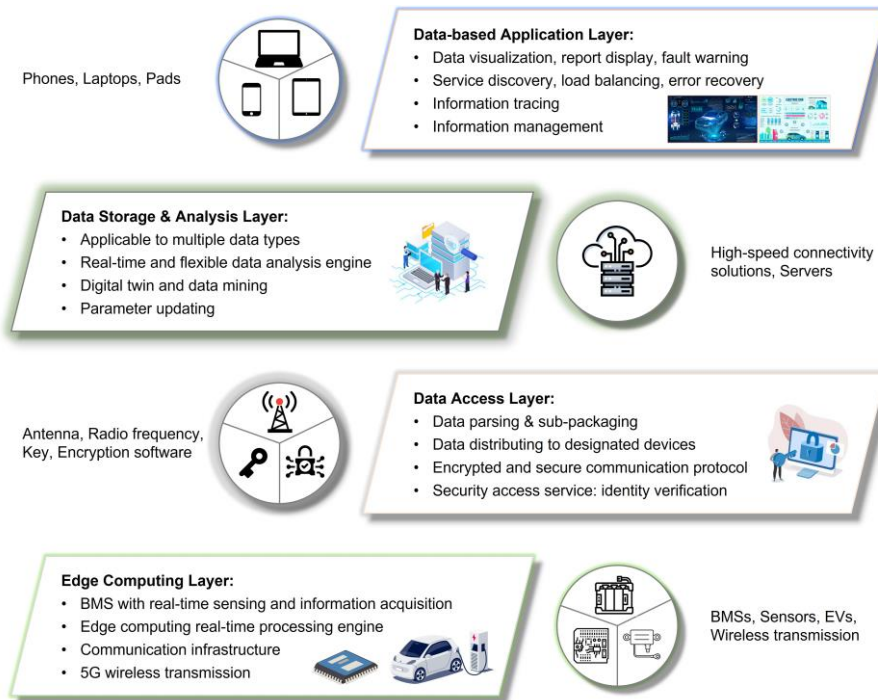 Phones, Laptops, Pads
Data-based Application Layer:
• Data visualization, report display, fault warning
• Service discovery, load balancing, error recovery
• Information tracing
• Information management
Data Storage & Analysis Layer:
• Applicable to multiple data types
• Real-time and flexible data analysis engine
• Digital twin and data mining
• Parameter updating
High-speed connectivity
solutions, Servers
Antenna, Radio frequency,
Key, Encryption software
Data Access Layer:
• Data parsing & sub-packaging
• Data distributing to designated devices
• Encrypted and secure communication protocol
• Security access service: identity verification
Edge Computing Layer:
• BMS with real-time sensing and information acquisition
• Edge computing real-time processing engine
• Communication infrastructure
• 5G wireless transmission
BMSs, Sensors, EVs,
Wireless transmission